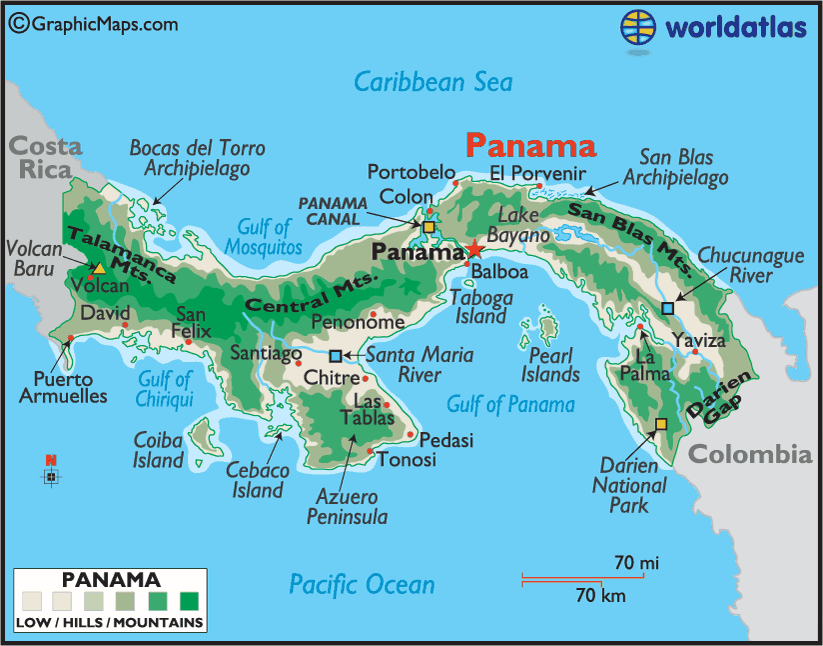 ©GraphicMaps.com
worldatlas
Caribbean Sea
Costa
Rica
Bocas del Torro
Archipielago
Panama
Portobelo
El Porvenir
San Blas
Archipielago
Colon
PANAMA
CANAL
Gulf of
Mosquitos
Lake
Bayano
San Blas Mts.
Talamanca
Mts.
Volcan
Baru
Volcan
Panama
Balboa
Chucunague
River
Central Mts.
Taboga
Island
David
San
Felix
Penonome
Santiago
Santa Maria
River
Pearl
Islands
La
Palma
Yaviza
Puerto
Armuelles
Gulf of
Chiriqui
Chitre
Las
Tablas
Gulf of Panama
Darien
Gap
Coiba
Island
Cebaco
Island
Pedasi
Tonosi
Azuero
Peninsula
Darien
National
Park
Colombia
N
Pacific Ocean
70 mi
70 km
PANAMA
LOW / HILLS / MOUNTAINS